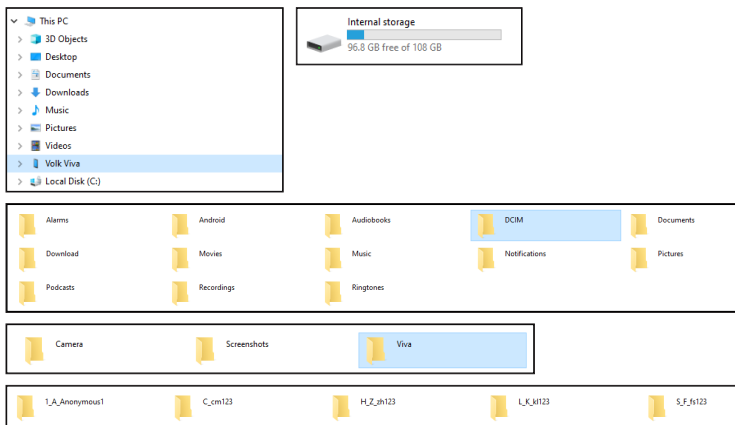 This PC
3D Objects
Desktop
Documents
Downloads
Music
Pictures
Videos
Volk Viva
Local Disk (C:)
Internal storage
96.8 GB free of 108 GB
Alarms Android Audiobooks DCIM Documents
Download Movies Music Notifications Pictures
Podcasts Recordings Ringtones
Camera Screenshots Viva
1_A_Anonymous1 C_cm123 H_Z_zh123 L_K_kl123 S_F_fs123